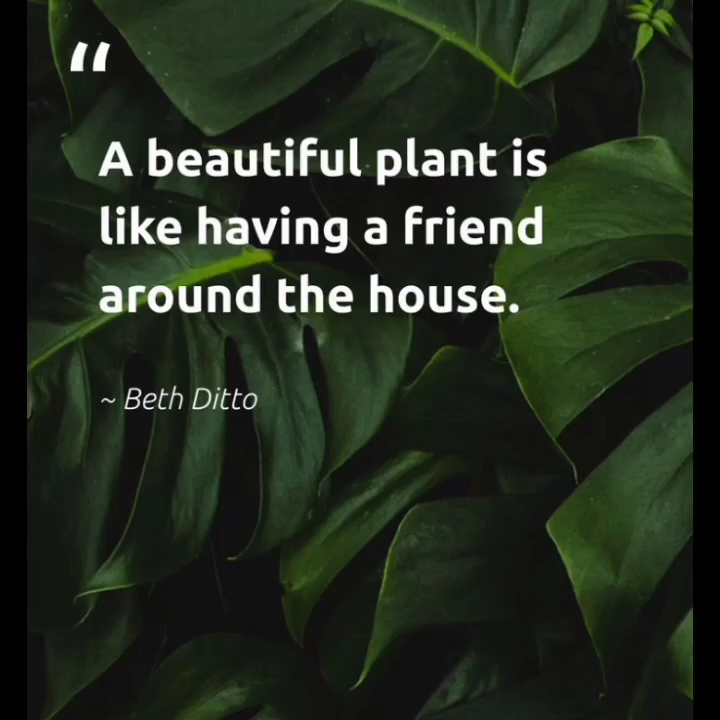 “
A beautiful plant is
like having a friend
around the house.
~ Beth Ditto